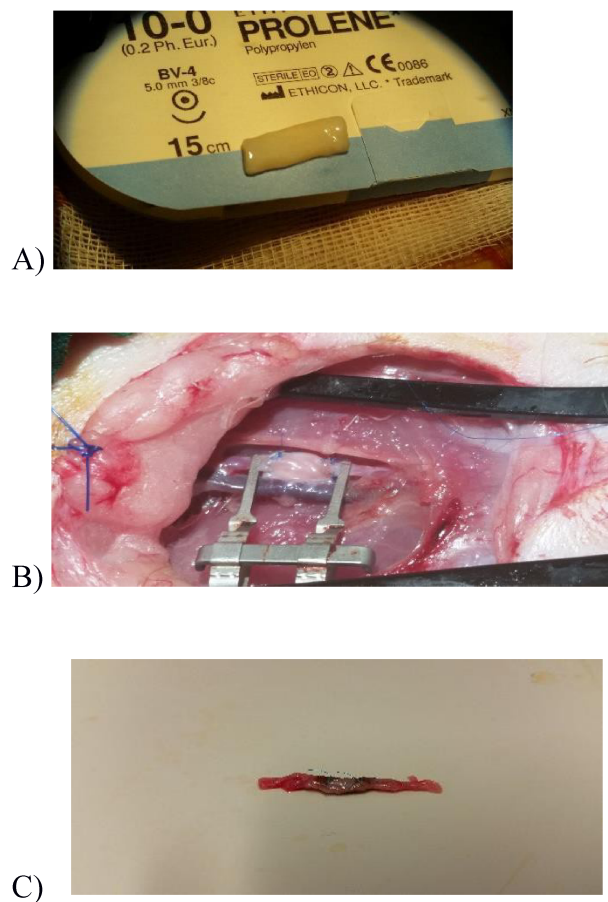 10-0
(0.2 Ph. Eur.)
PROLENE*
Polypropylen
BV-4
5.0 mm 3/8c
STERILE EO 2 CE 0086
ETHICON, LLC. * Trademark
15 cm
A)
B)
C)